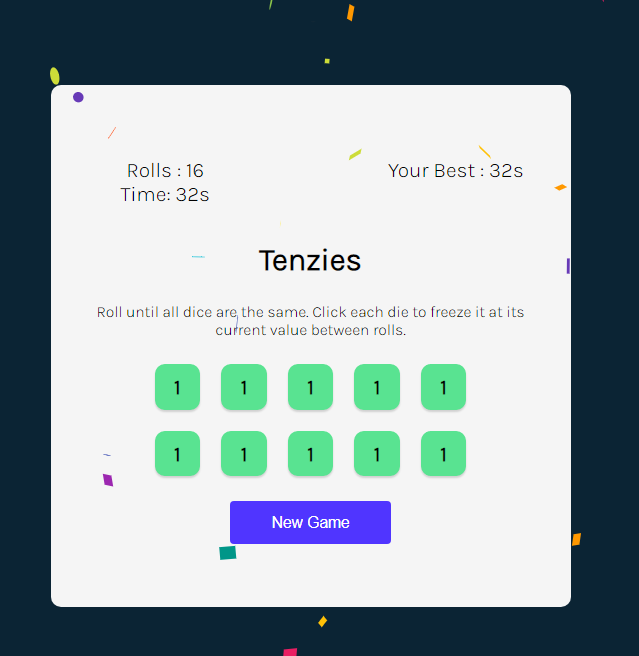 Rolls : 16
Your Best : 32s
Time: 32s
Tenzies
Roll until all dice are the same. Click each die to freeze it at its
current value between rolls.
1 1 1 1 1
1 1 1 1 1
New Game